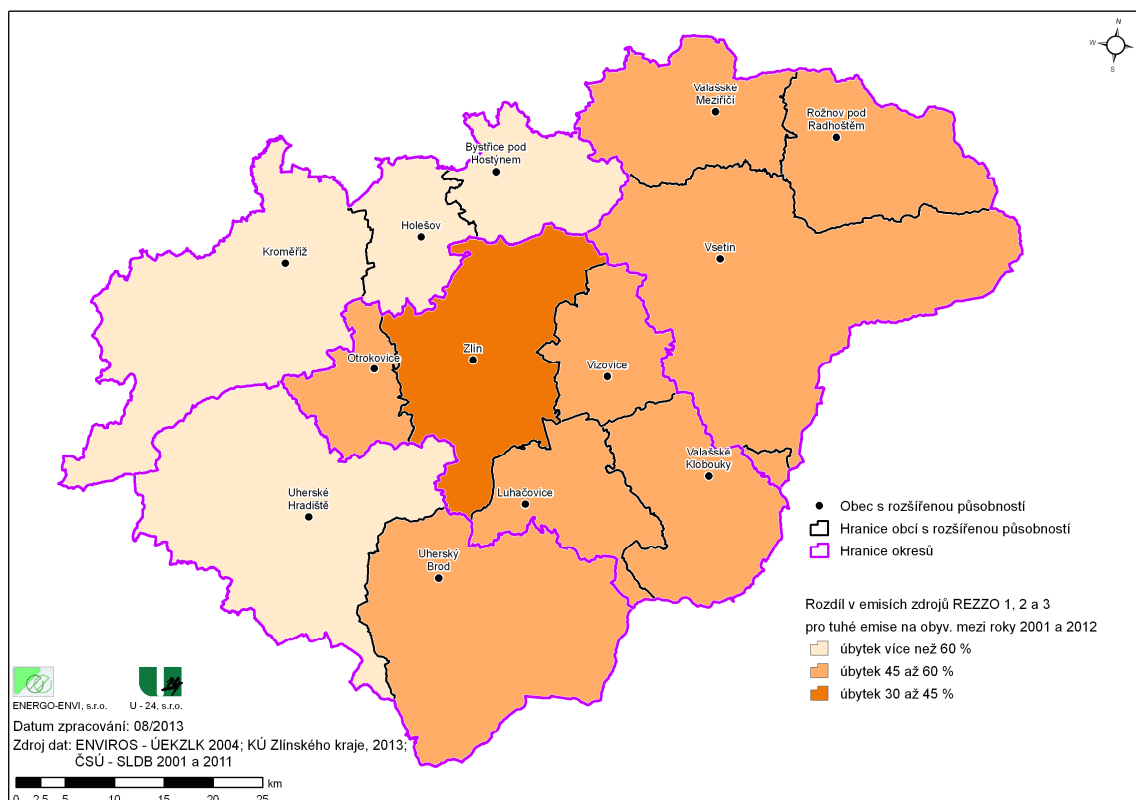 N
W
S
Valašské
Meziříčí
Rožnov pod
Radhoštěm
Bystřice pod
Hostýnem
Holešov
Kroměříž
Vsetín
Zlín
Otrokovice
Vizovice
Valašské
Klobouky
Luhačovice
Uherské
Hradiště
Uherský
Brod
Obec s rozšířenou působností
Hranice obcí s rozšířenou působností
Hranice okresů
Rozdíl v emisích zdrojů REZZO 1, 2 a 3
pro tuhé emise na obyv. mezi roky 2001 a 2012
úbytek více než 60 %
úbytek 45 až 60 %
úbytek 30 až 45 %
ENERGO-ENVI, s.r.o.
U - 24, s.r.o.
Datum zpracování: 08/2013
Zdroj dat: ENVIROS - ÚEKZLK 2004; KÚ Zlínského kraje, 2013;
ČSÚ - SLDB 2001 a 2011
km
0 2,5 5 10 15 20 25